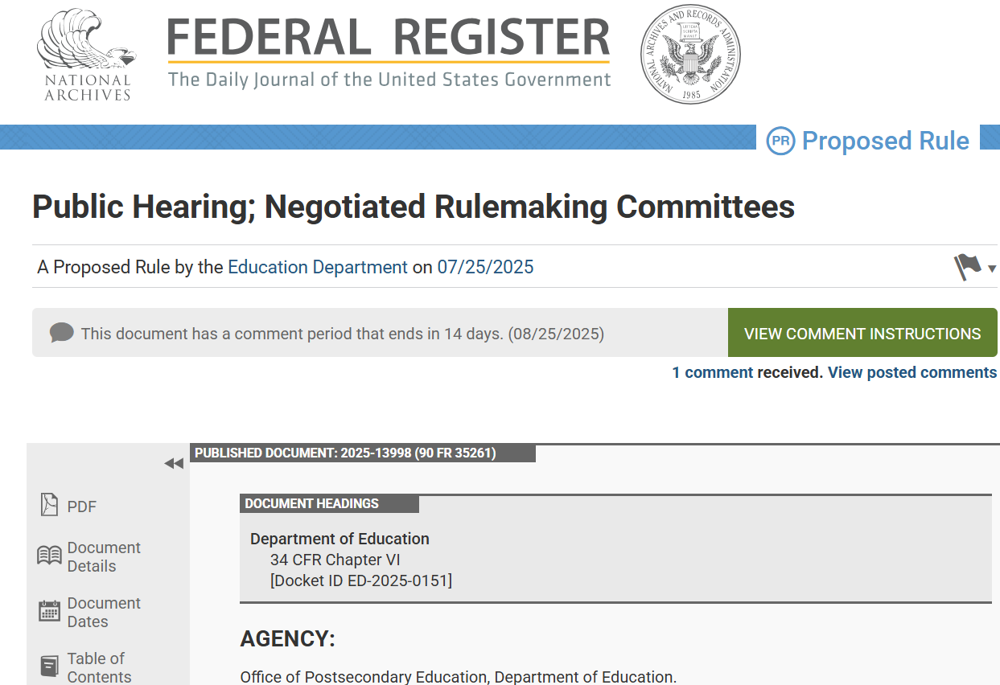 NATIONAL
ARCHIVES
FEDERAL REGISTER
The Daily Journal of the United States Government
NATIONAL ARCHIVES AND RECORDS ADMINISTRATION
LITTERA
SCRIPTA
MANET
1985
PR Proposed Rule
Public Hearing; Negotiated Rulemaking Committees
A Proposed Rule by the Education Department on 07/25/2025
This document has a comment period that ends in 14 days. (08/25/2025)
VIEW COMMENT INSTRUCTIONS
1 comment received. View posted comments
PUBLISHED DOCUMENT: 2025-13998 (90 FR 35261)
PDF
Document
Details
Document
Dates
Table of
Contents
DOCUMENT HEADINGS
Department of Education
34 CFR Chapter VI
[Docket ID ED-2025-0151]
AGENCY:
Office of Postsecondary Education, Department of Education.